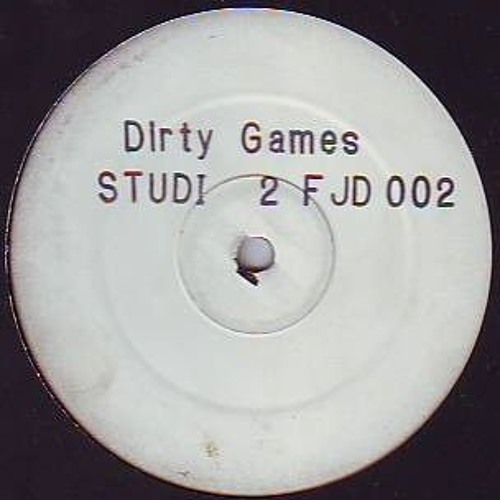 Dirty Games
STUDI 2 FJD 002